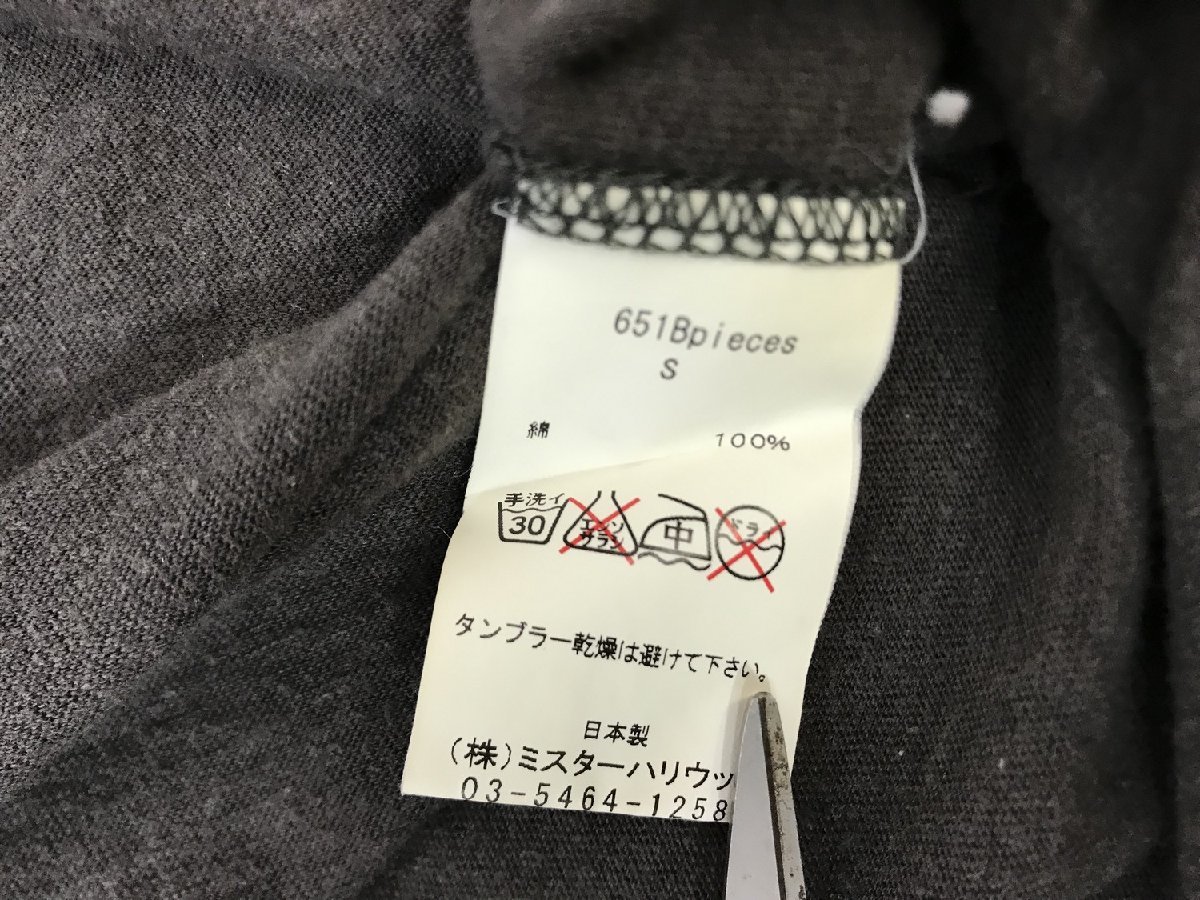 651Bpieces
S
綿 100%
手洗イ
30
エンソ
サラシ
中
ドライ
タンブラー乾燥は避けて下さい。
日本製
(株)ミスターハリウッ
03-5464-1258